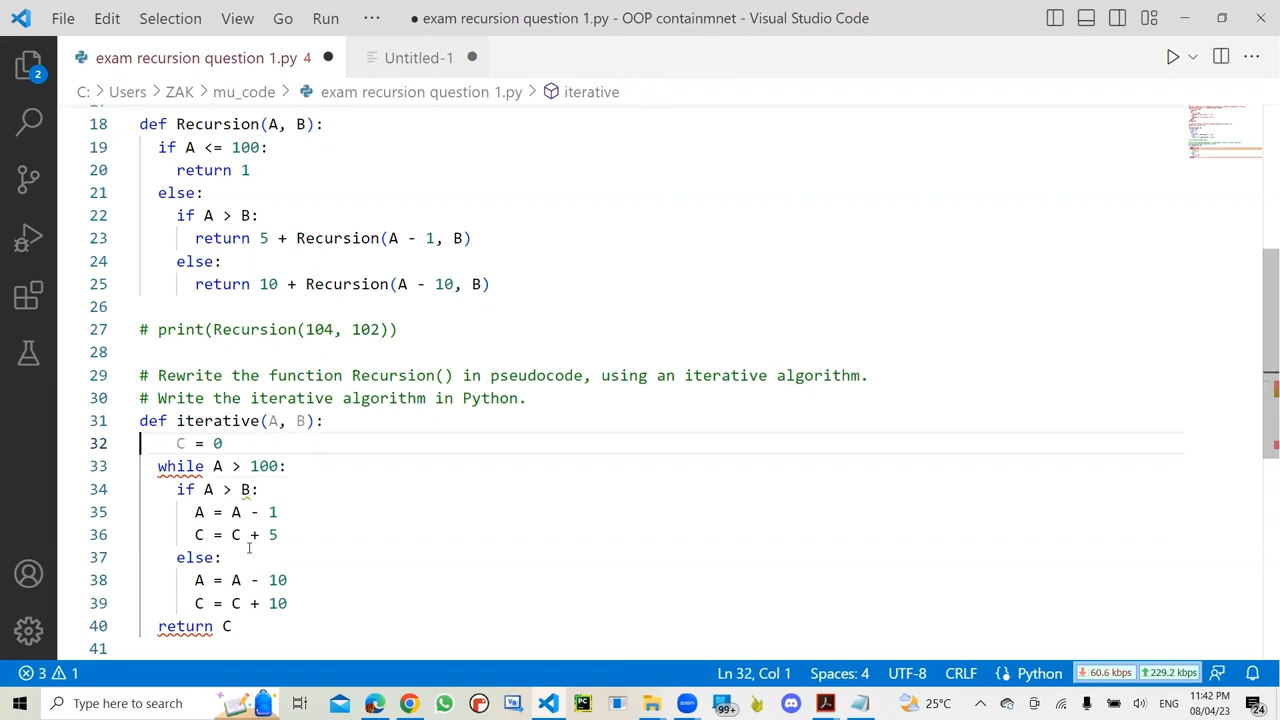 File Edit Selection View Go Run ··· ● exam recursion question 1.py - OOP containmnet - Visual Studio Code
exam recursion question 1.py 4 ● Untitled-1 ●
C: > Users > ZAK > mu_code > exam recursion question 1.py > iterative
2
18 def Recursion(A, B):
19 if A <= 100:
20 return 1
21 else:
22 if A > B:
23 return 5 + Recursion(A - 1, B)
24 else:
25 return 10 + Recursion(A - 10, B)
26
27 # print(Recursion(104, 102))
28
29 # Rewrite the function Recursion() in pseudocode, using an iterative algorithm.
30 # Write the iterative algorithm in Python.
31 def iterative(A, B):
32 C = 0
33 while A > 100:
34 if A > B:
35 A = A - 1
36 C = C + 5
37 else:
38 A = A - 10
39 C = C + 10
40 return C
41
3 1 Ln 32, Col 1 Spaces: 4 UTF-8 CRLF Python 60.6 kbps 229.2 kbps
Type here to search zoom 99+ 25°C ENG 11:42 PM 08/04/23 24